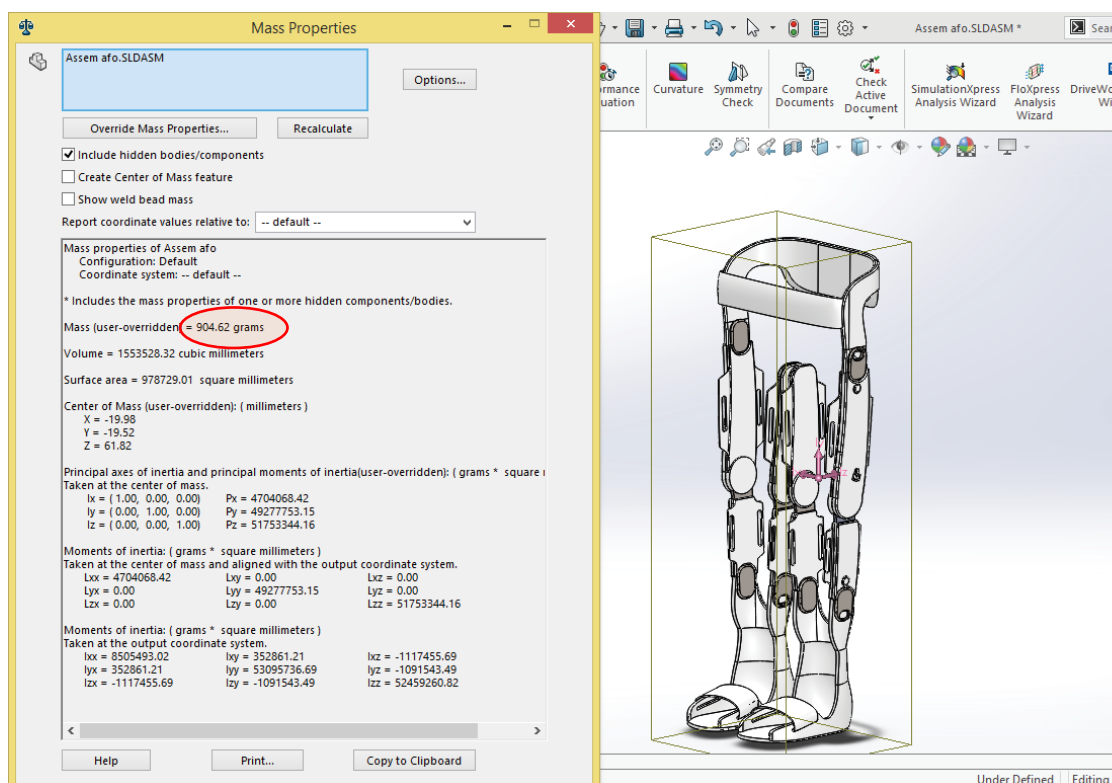 Mass Properties
Assem afo.SLDASM
Options...
Override Mass Properties...
Recalculate
Include hidden bodies/components
Create Center of Mass feature
Show weld bead mass
Report coordinate values relative to: -- default --
Mass properties of Assem afo
Configuration: Default
Coordinate system: -- default --
* Includes the mass properties of one or more hidden components/bodies.
Mass (user-overridden) = 904.62 grams
Volume = 1553528.32 cubic millimeters
Surface area = 978729.01 square millimeters
Center of Mass (user-overridden): ( millimeters )
X = -19.98
Y = -19.52
Z = 61.82
Principal axes of inertia and principal moments of inertia(user-overridden): ( grams * square
Taken at the center of mass.
Ix = ( 1.00, 0.00, 0.00) Px = 4704068.42
Iy = ( 0.00, 1.00, 0.00) Py = 49277753.15
Iz = ( 0.00, 0.00, 1.00) Pz = 51753344.16
Moments of inertia: ( grams * square millimeters )
Taken at the center of mass and aligned with the output coordinate system.
Lxx = 4704068.42 Lxy = 0.00 Lxz = 0.00
Lyx = 0.00 Lyy = 49277753.15 Lyz = 0.00
Lzx = 0.00 Lzy = 0.00 Lzz = 51753344.16
Moments of inertia: ( grams * square millimeters )
Taken at the output coordinate system.
Ixx = 8505493.02 Ixy = 352861.21 Ixz = -1117455.69
Iyx = 352861.21 Iyy = 53095736.69 Iyz = -1091543.49
Izx = -1117455.69 Izy = -1091543.49 Izz = 52459260.82
Help
Print...
Copy to Clipboard
Assem afo.SLDASM *
Sear
rmance
uation
Curvature
Symmetry
Check
Compare
Documents
Check
Active
Document
SimulationXpress
Analysis Wizard
FloXpress
Analysis
Wizard
DriveWo
Wi
Under Defined
Editing